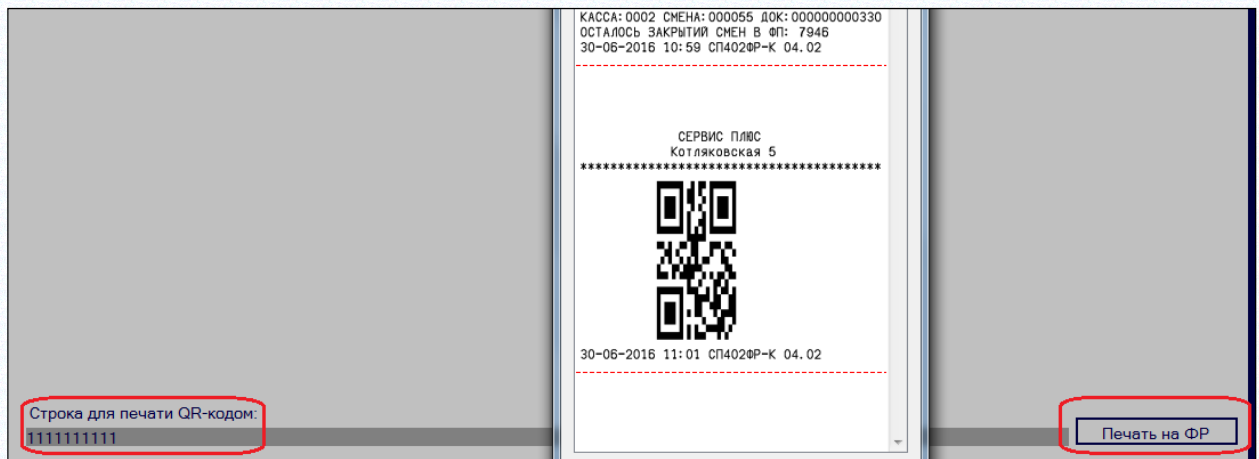 КАССА:0002 СМЕНА:000055 ДОК:000000000330
ОСТАЛОСЬ ЗАКРЫТИЙ СМЕН В ФП: 7946
30-06-2016 10:59 СП402ФР-К 04.02
СЕРВИС ПЛЮС
Котляковская 5
****************************************
30-06-2016 11:01 СП402ФР-К 04.02
Строка для печати QR-кодом:
1111111111
Печать на ФР